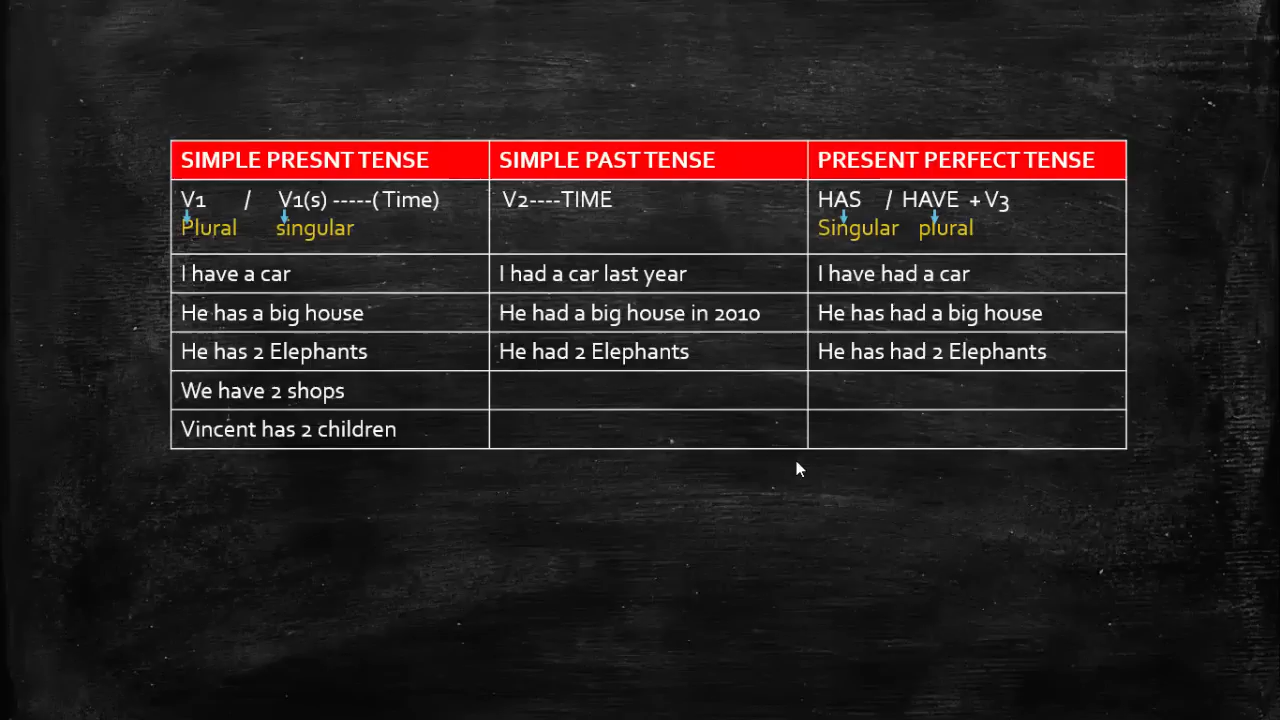 SIMPLE PRESNT TENSE SIMPLE PAST TENSE PRESENT PERFECT TENSE
V1 / V1(s) -----( Time) V2----TIME HAS / HAVE + V3
Plural singular Singular plural
I have a car I had a car last year I have had a car
He has a big house He had a big house in 2010 He has had a big house
He has 2 Elephants He had 2 Elephants He has had 2 Elephants
We have 2 shops
Vincent has 2 children